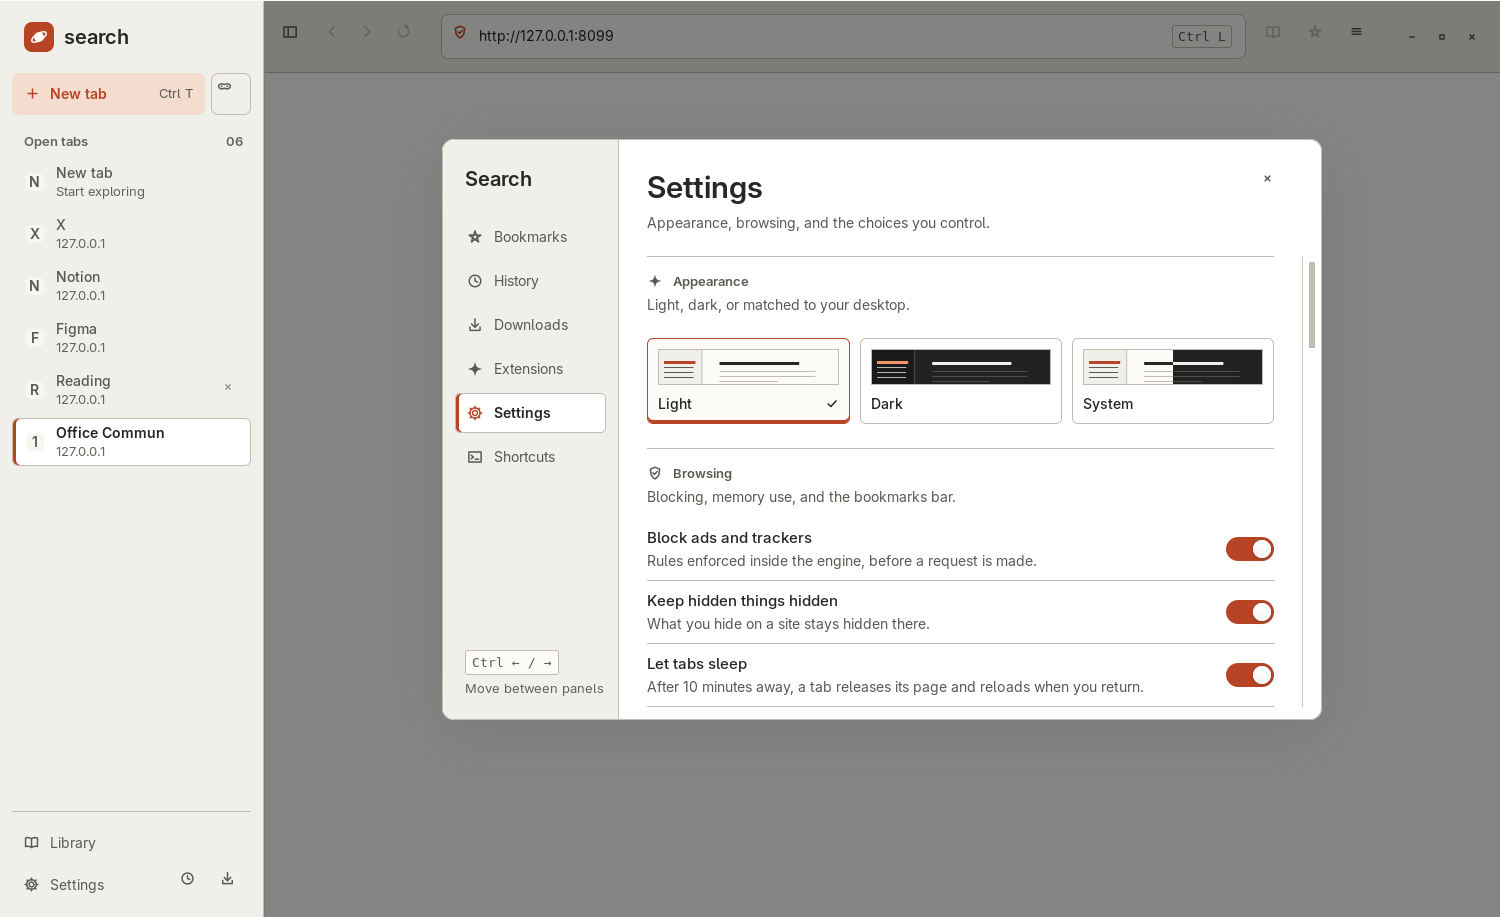 search
New tab Ctrl T
Open tabs 06
N New tab
Start exploring
X X
127.0.0.1
N Notion
127.0.0.1
F Figma
127.0.0.1
R Reading
127.0.0.1
1 Office Commun
127.0.0.1
Library
Settings
http://127.0.0.1:8099 Ctrl L
Search
Bookmarks
History
Downloads
Extensions
Settings
Shortcuts
Ctrl ← / →
Move between panels
Settings
Appearance, browsing, and the choices you control.
Appearance
Light, dark, or matched to your desktop.
Light Dark System
Browsing
Blocking, memory use, and the bookmarks bar.
Block ads and trackers
Rules enforced inside the engine, before a request is made.
Keep hidden things hidden
What you hide on a site stays hidden there.
Let tabs sleep
After 10 minutes away, a tab releases its page and reloads when you return.